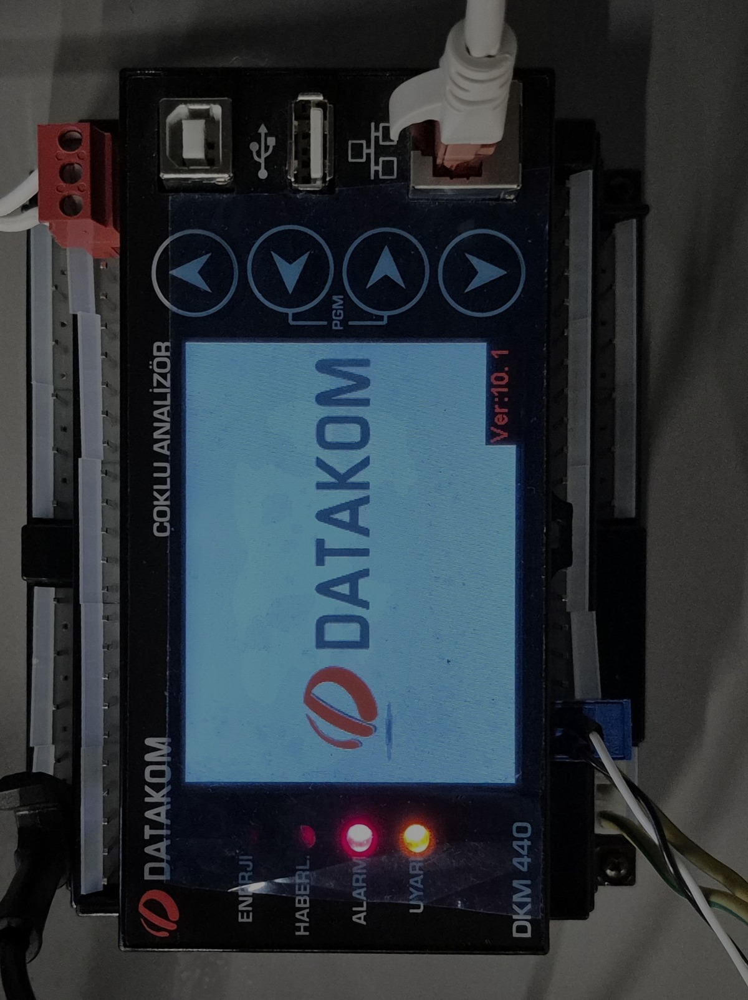 DATAKOM
ÇOKLU ANALİZÖR
ENERJİ
HABERL.
ALARM
UYARI
DATAKOM
PGM
Ver:10.1
DKM 440